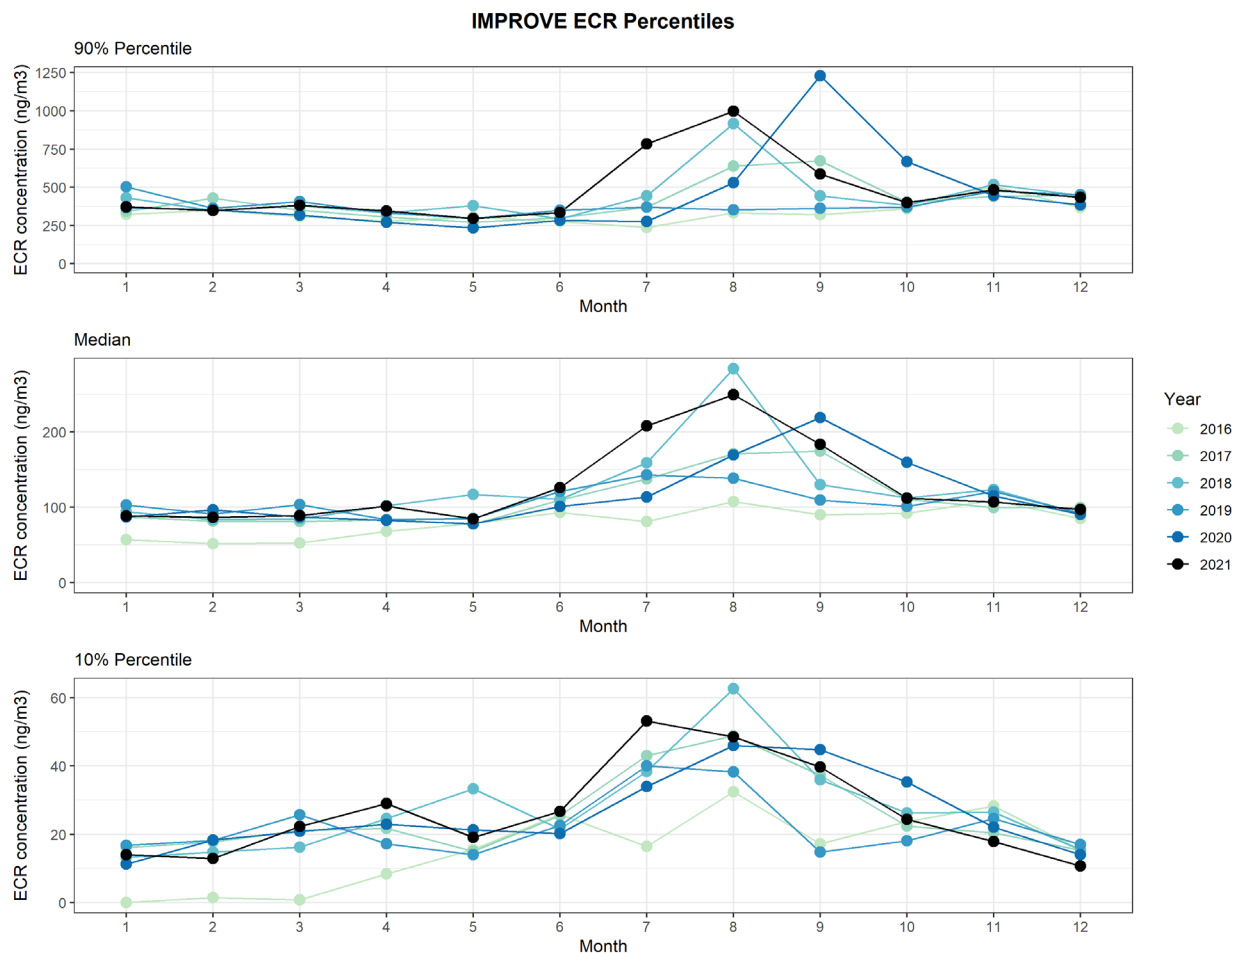 IMPROVE ECR Percentiles
90% Percentile
ECR concentration (ng/m3)
1250
1000
750
500
250
0
1 2 3 4 5 6 7 8 9 10 11 12
Month
Median
ECR concentration (ng/m3)
200
100
0
1 2 3 4 5 6 7 8 9 10 11 12
Month
Year
2016
2017
2018
2019
2020
2021
10% Percentile
ECR concentration (ng/m3)
60
40
20
0
1 2 3 4 5 6 7 8 9 10 11 12
Month